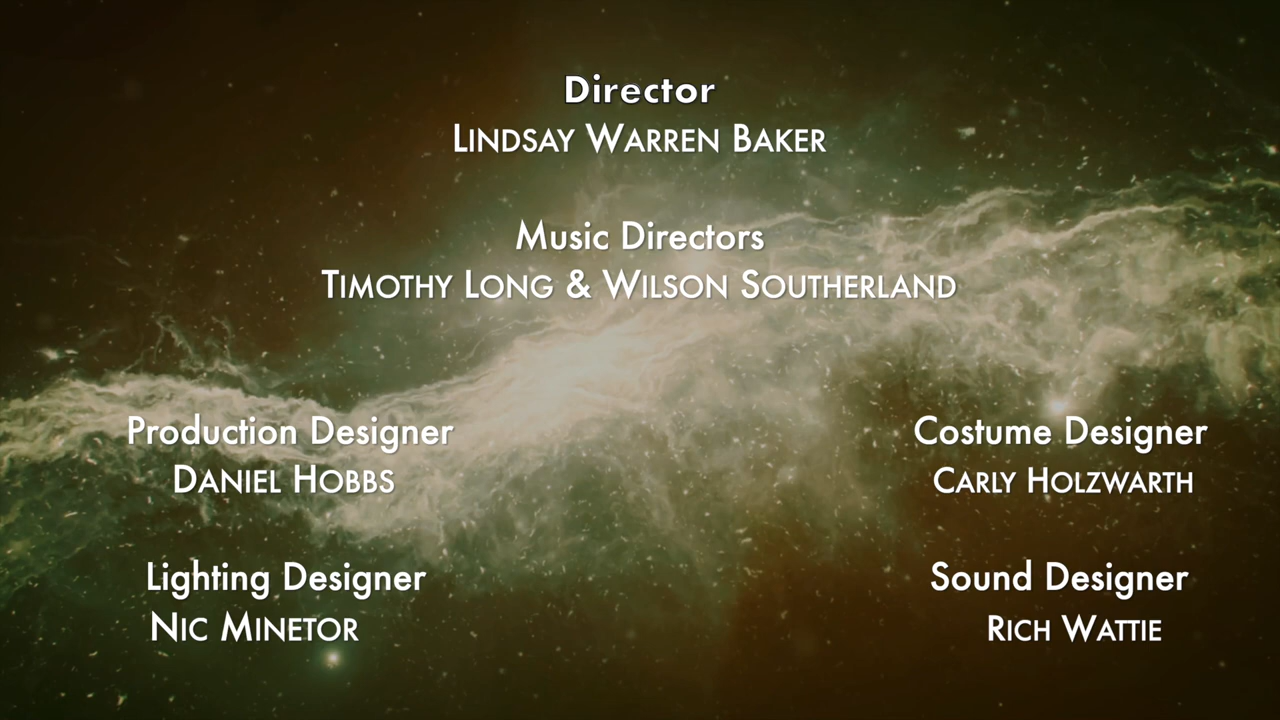 Director
LINDSAY WARREN BAKER
Music Directors
TIMOTHY LONG & WILSON SOUTHERLAND
Production Designer
DANIEL HOBBS
Costume Designer
CARLY HOLZWARTH
Lighting Designer
NIC MINETOR
Sound Designer
RICH WATTIE